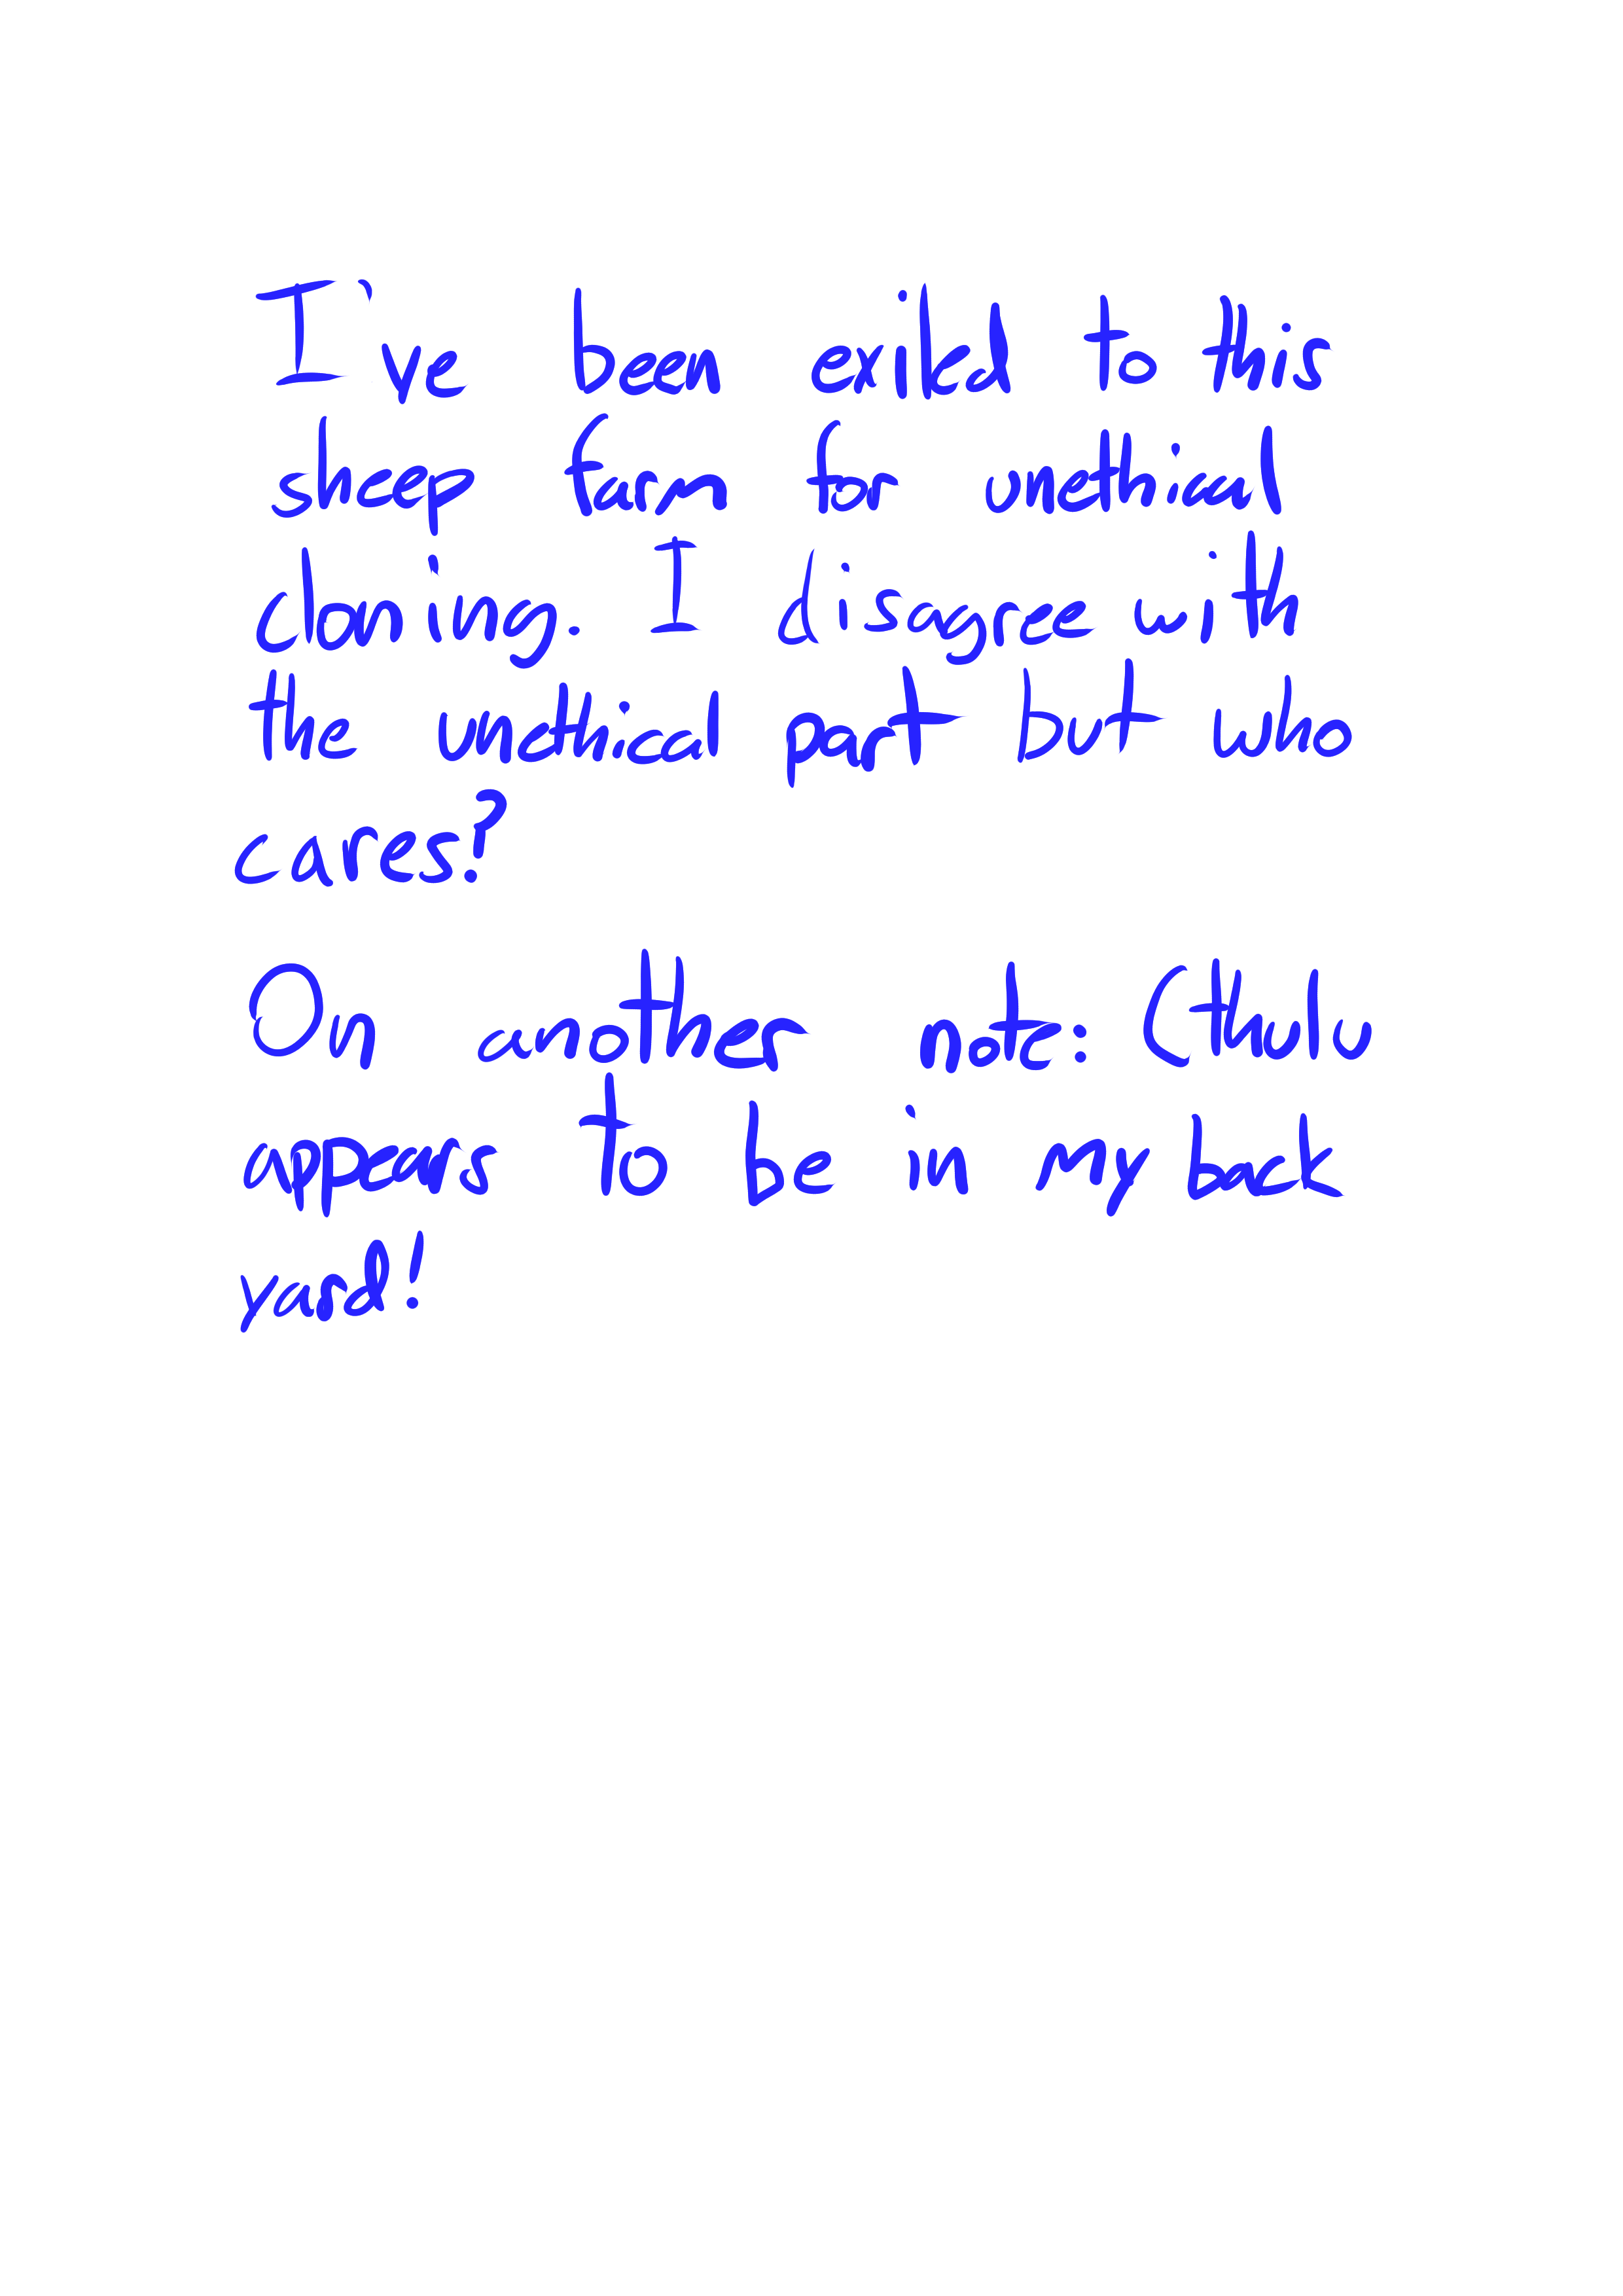 I've been exiled to this
sheep farm for unethical
cloning. I disagree with
the unethical part but who
cares?
On another note: Cthulu
appears to be in my back
yard!